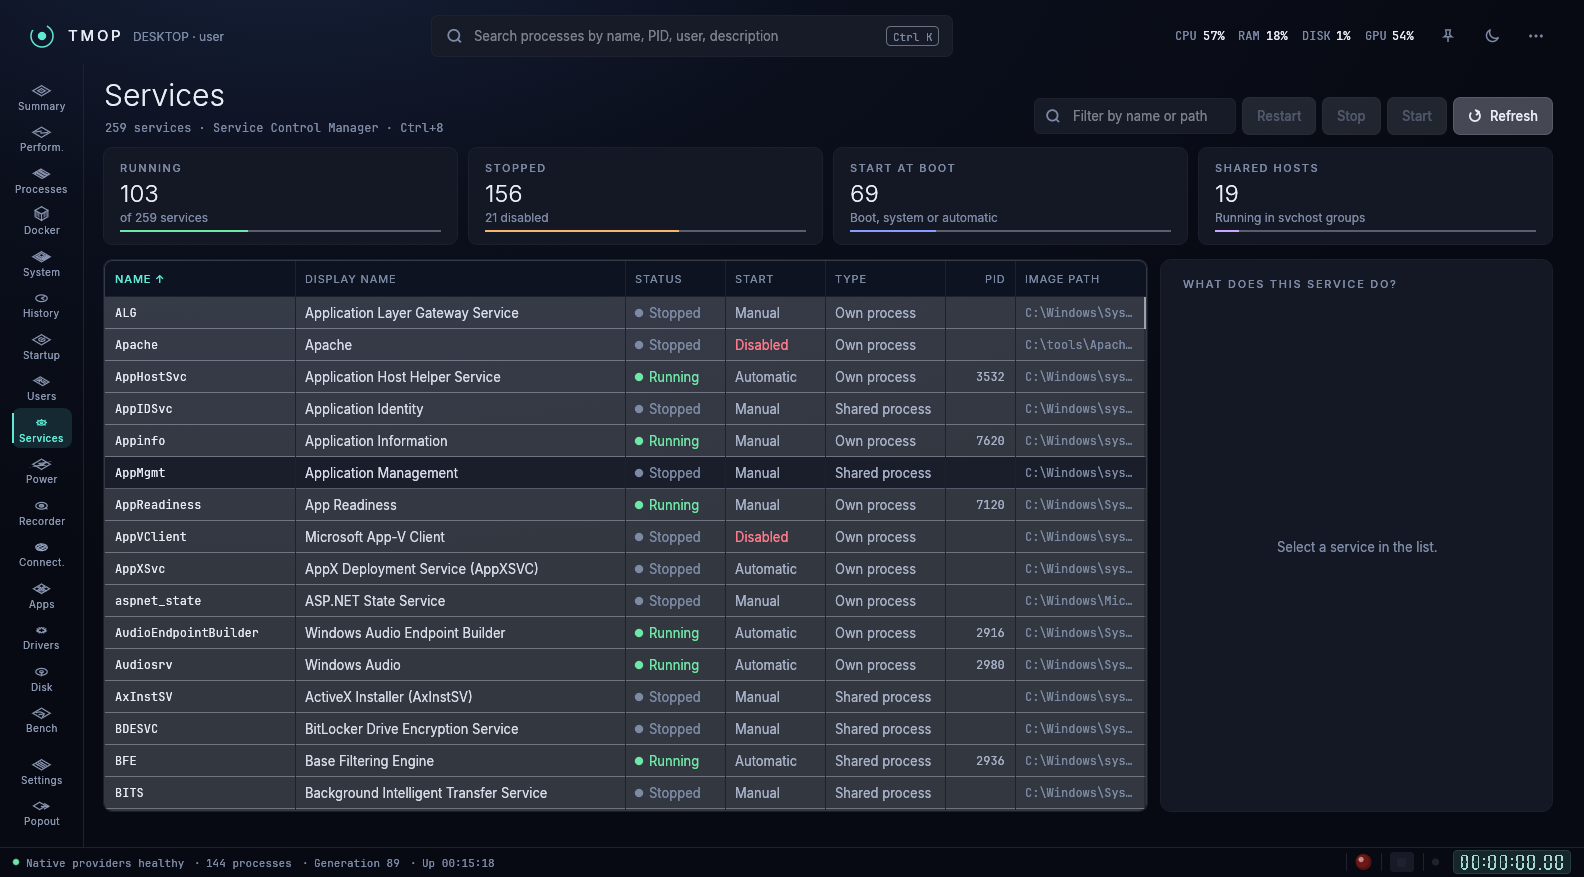 TMOP DESKTOP · user
Search processes by name, PID, user, description Ctrl K
CPU 57% RAM 18% DISK 1% GPU 54%
Summary
Perform.
Processes
Docker
System
History
Startup
Users
Services
Power
Recorder
Connect.
Apps
Drivers
Disk
Bench
Settings
Popout
Services
259 services · Service Control Manager · Ctrl+8
Filter by name or path Restart Stop Start Refresh
RUNNING
103
of 259 services
STOPPED
156
21 disabled
START AT BOOT
69
Boot, system or automatic
SHARED HOSTS
19
Running in svchost groups
NAME ↑ DISPLAY NAME STATUS START TYPE PID IMAGE PATH
ALG Application Layer Gateway Service Stopped Manual Own process C:\Windows\Sys…
Apache Apache Stopped Disabled Own process C:\tools\Apach…
AppHostSvc Application Host Helper Service Running Automatic Own process 3532 C:\Windows\sys…
AppIDSvc Application Identity Stopped Manual Shared process C:\Windows\sys…
Appinfo Application Information Running Manual Own process 7620 C:\Windows\sys…
AppMgmt Application Management Stopped Manual Shared process C:\Windows\sys…
AppReadiness App Readiness Running Manual Own process 7120 C:\Windows\Sys…
AppVClient Microsoft App-V Client Stopped Disabled Own process C:\Windows\sys…
AppXSvc AppX Deployment Service (AppXSVC) Stopped Automatic Own process C:\Windows\sys…
aspnet_state ASP.NET State Service Stopped Manual Own process C:\Windows\Mic…
AudioEndpointBuilder Windows Audio Endpoint Builder Running Automatic Own process 2916 C:\Windows\Sys…
Audiosrv Windows Audio Running Automatic Own process 2980 C:\Windows\Sys…
AxInstSV ActiveX Installer (AxInstSV) Stopped Manual Shared process C:\Windows\sys…
BDESVC BitLocker Drive Encryption Service Stopped Manual Shared process C:\Windows\Sys…
BFE Base Filtering Engine Running Automatic Shared process 2936 C:\Windows\sys…
BITS Background Intelligent Transfer Service Stopped Manual Shared process C:\Windows\Sys…
WHAT DOES THIS SERVICE DO?
Select a service in the list.
Native providers healthy · 144 processes · Generation 89 · Up 00:15:18
00:00:00.00